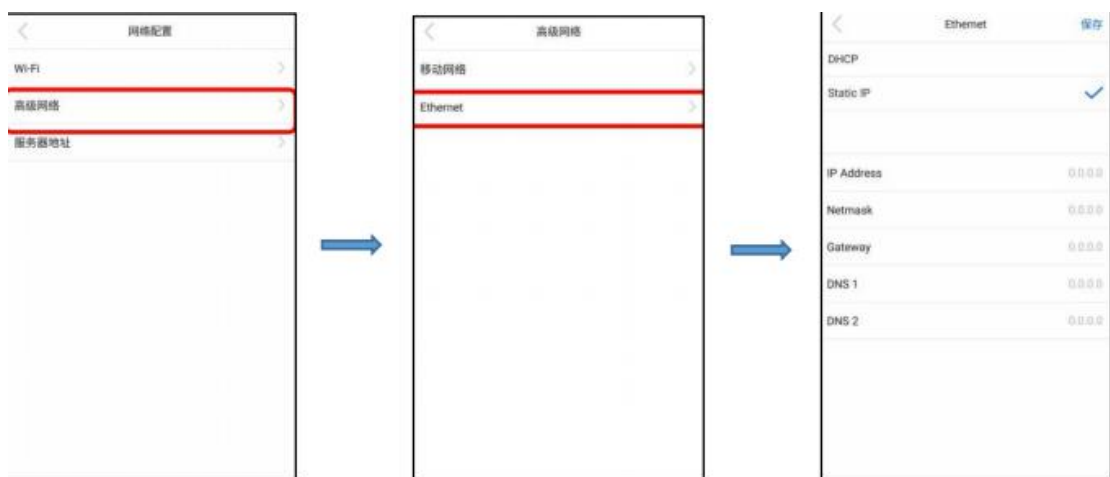 网络配置
Wi-Fi
高级网络
服务器地址
高级网络
移动网络
Ethernet
Ethernet
保存
DHCP
Static IP
IP Address 0.0.0.0
Netmask 0.0.0.0
Gateway 0.0.0.0
DNS 1 0.0.0.0
DNS 2 0.0.0.0